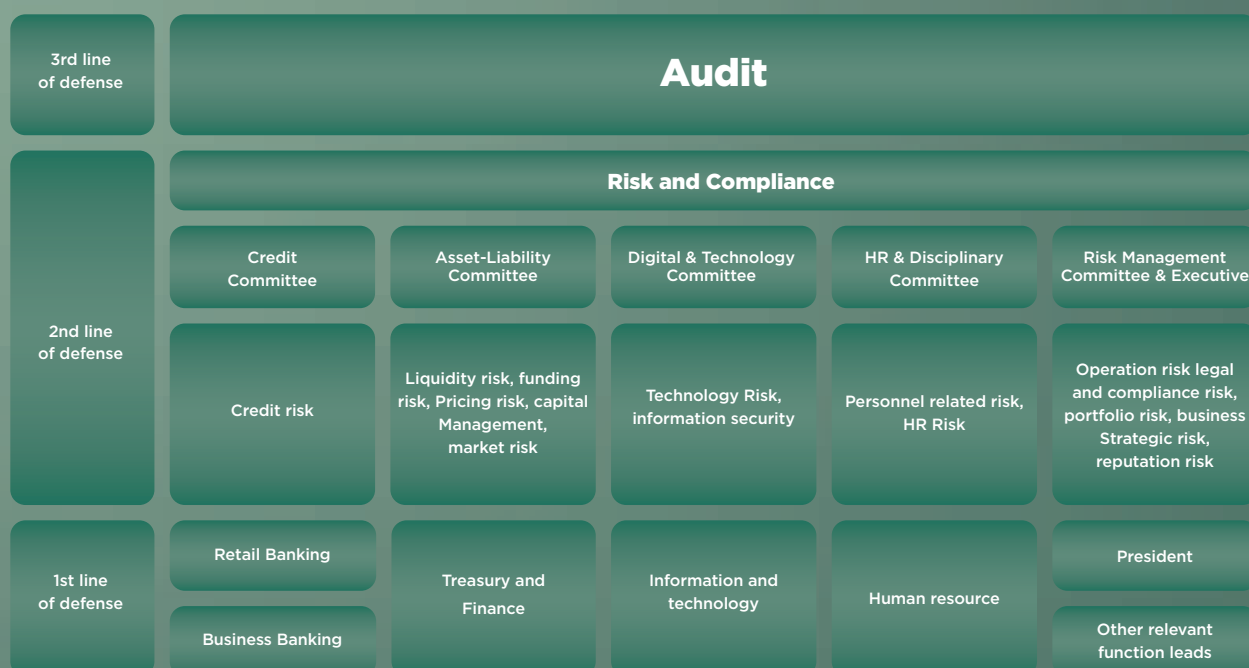 3rd line
of defense
Audit
Risk and Compliance
2nd line
of defense
Credit
Committee
Asset-Liability
Committee
Digital & Technology
Committee
HR & Disciplinary
Committee
Risk Management
Committee & Executive
Credit risk
Liquidity risk, funding
risk, Pricing risk, capital
Management,
market risk
Technology Risk,
information security
Personnel related risk,
HR Risk
Operation risk legal
and compliance risk,
portfolio risk, business
Strategic risk,
reputation risk
1st line
of defense
Retail Banking
Business Banking
Treasury and
Finance
Information and
technology
Human resource
President
Other relevant
function leads